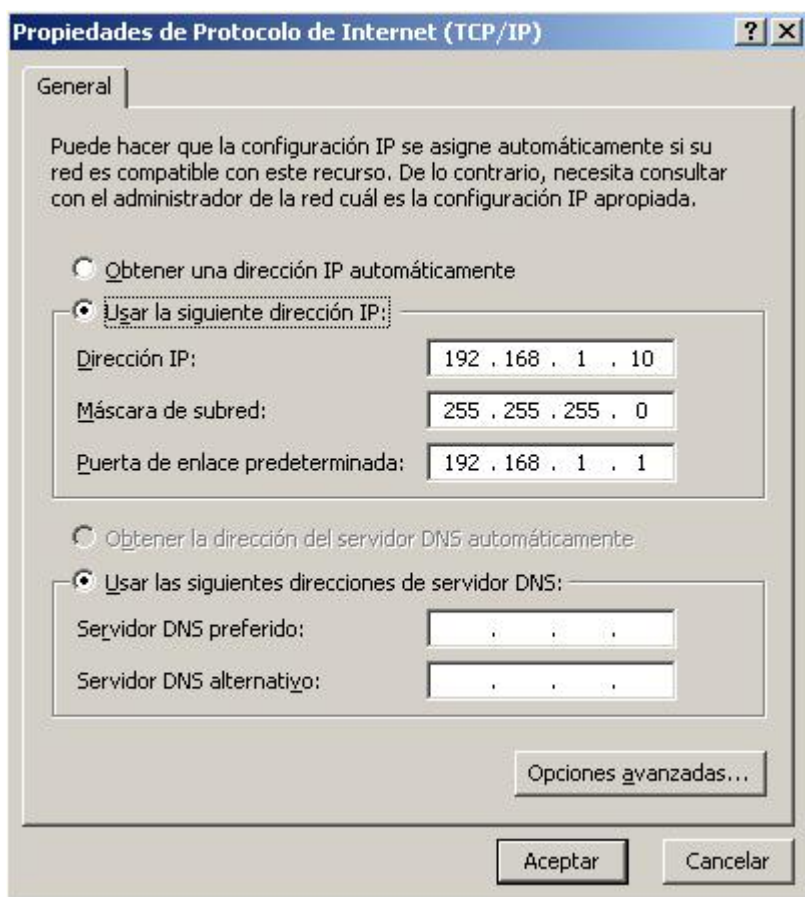 Propiedades de Protocolo de Internet (TCP/IP)
General
Puede hacer que la configuración IP se asigne automáticamente si su
red es compatible con este recurso. De lo contrario, necesita consultar
con el administrador de la red cuál es la configuración IP apropiada.
Obtener una dirección IP automáticamente
Usar la siguiente dirección IP:
Dirección IP: 192 . 168 . 1 . 10
Máscara de subred: 255 . 255 . 255 . 0
Puerta de enlace predeterminada: 192 . 168 . 1 . 1
Obtener la dirección del servidor DNS automáticamente
Usar las siguientes direcciones de servidor DNS:
Servidor DNS preferido: . . .
Servidor DNS alternativo: . . .
Opciones avanzadas...
Aceptar Cancelar